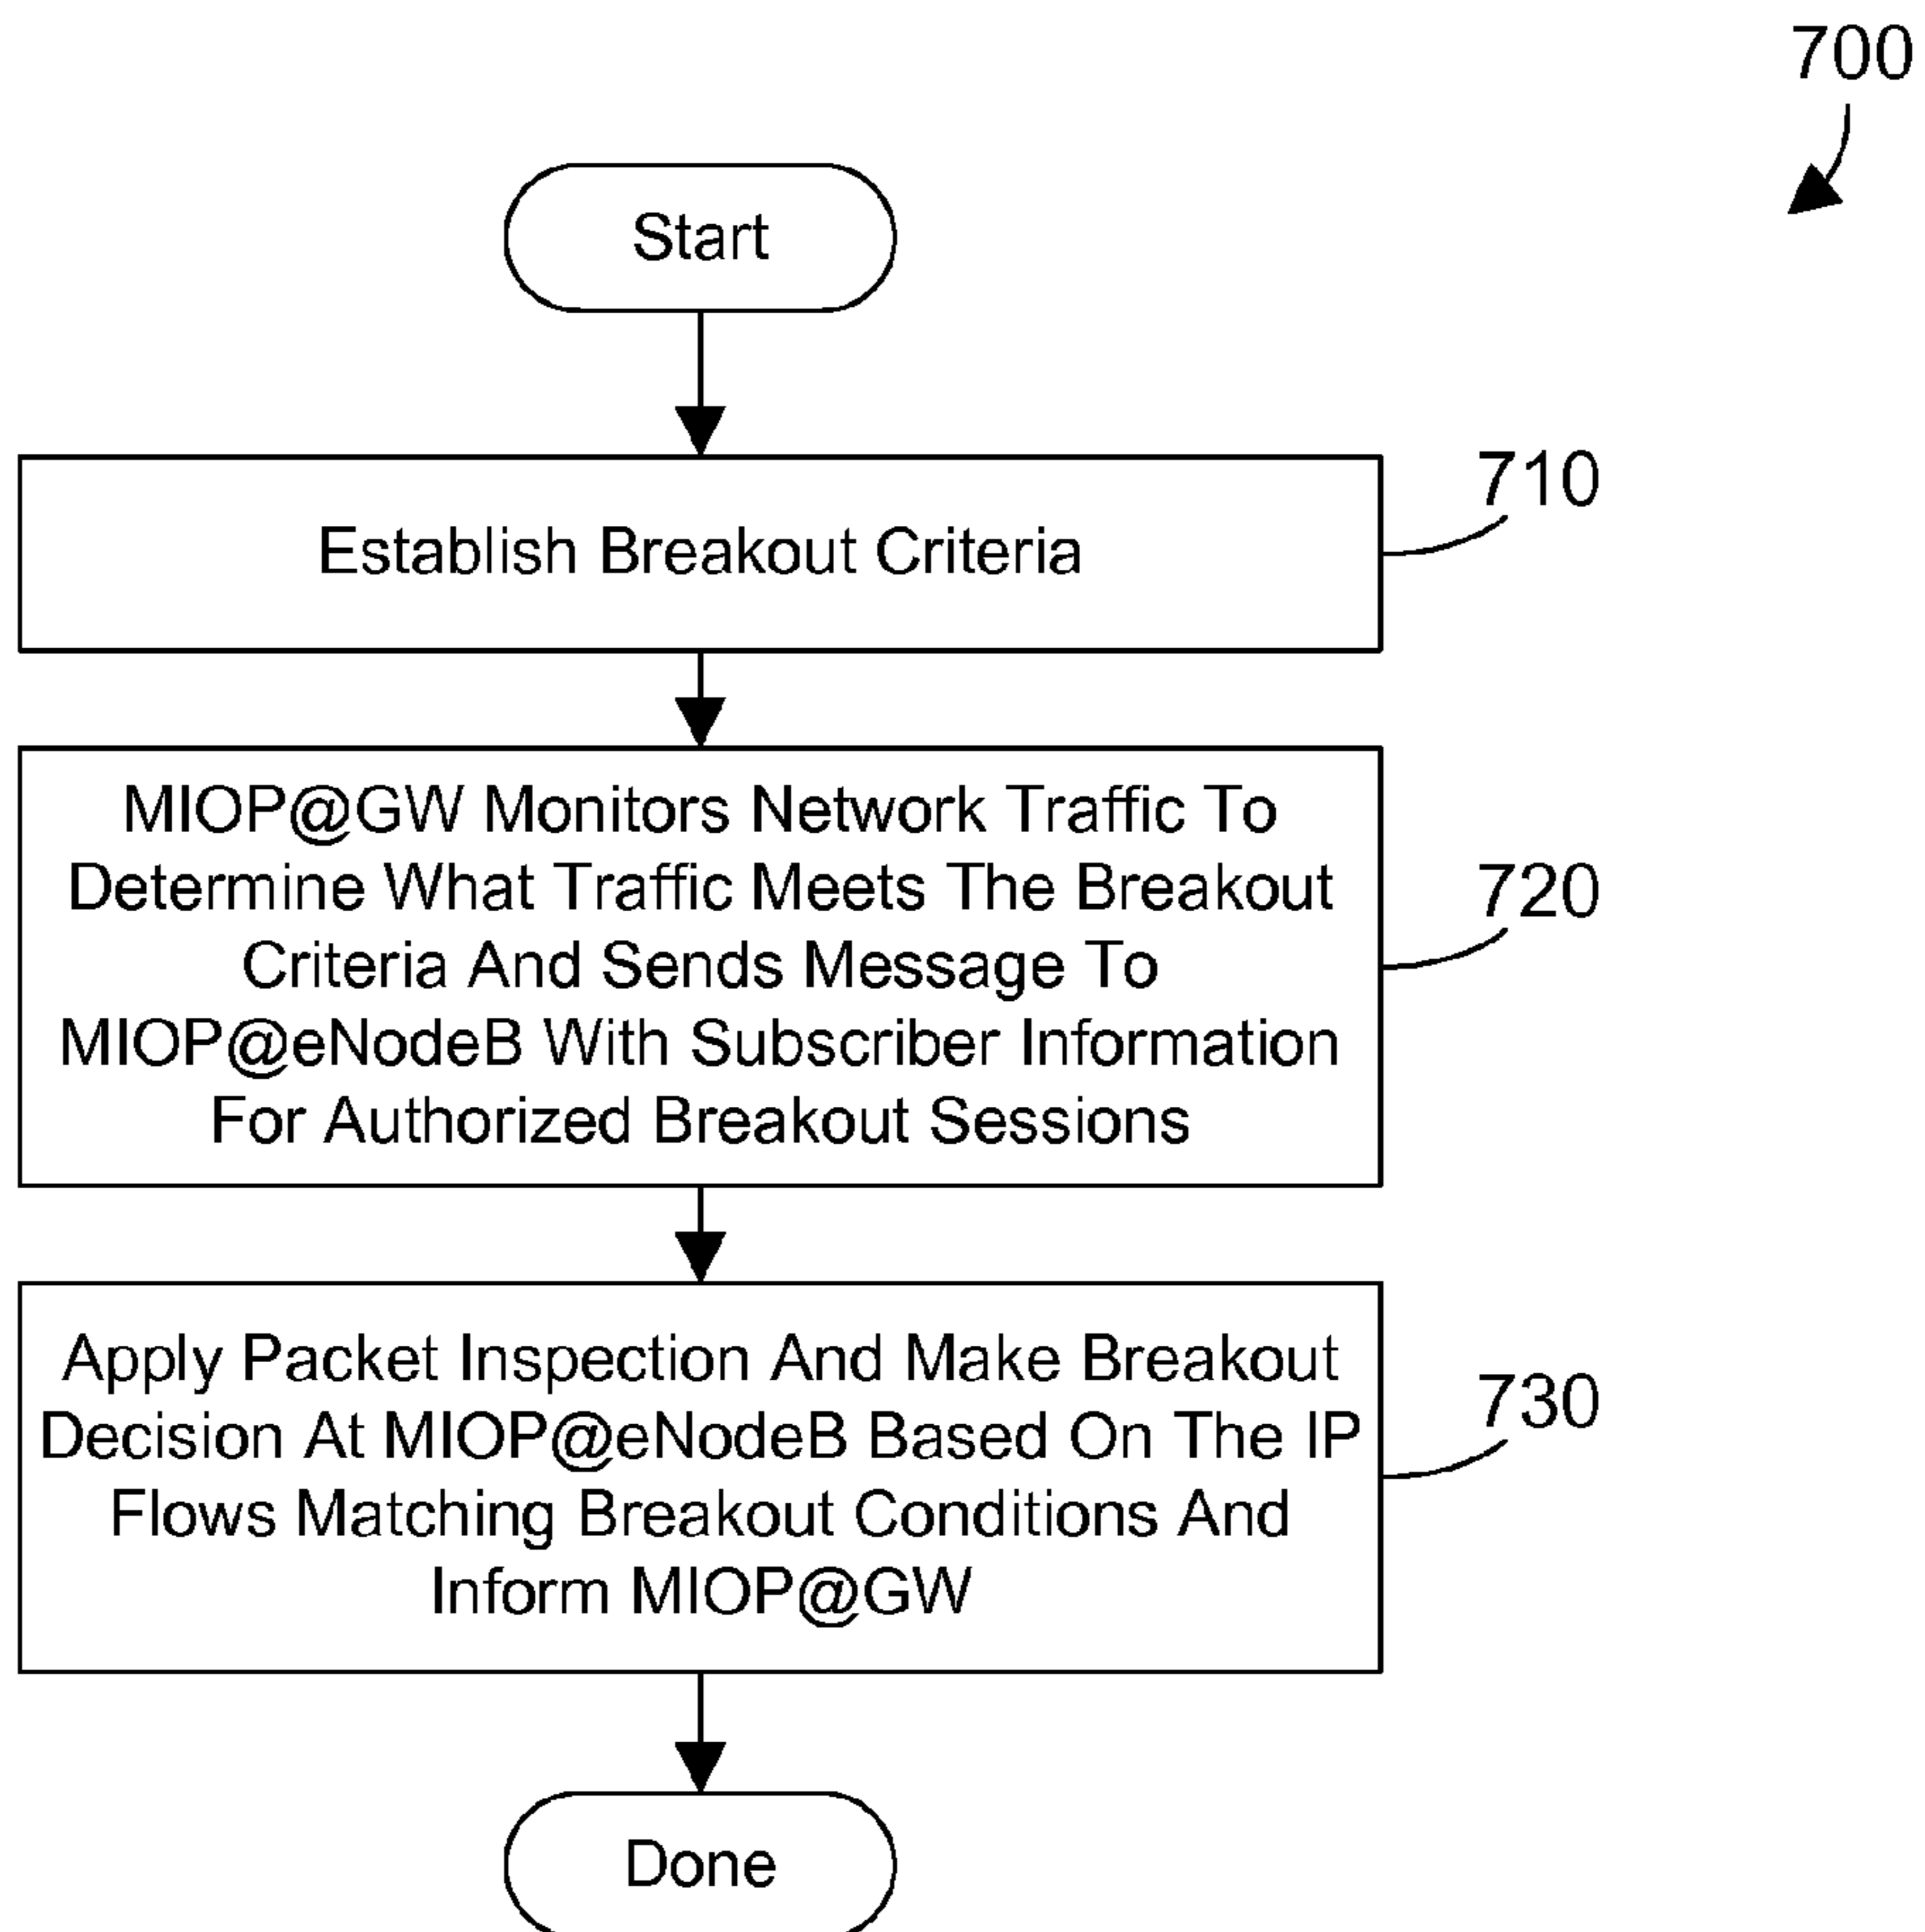 700
Start
Establish Breakout Criteria
710
MIOP@GW Monitors Network Traffic To
Determine What Traffic Meets The Breakout
Criteria And Sends Message To
MIOP@eNodeB With Subscriber Information
For Authorized Breakout Sessions
720
Apply Packet Inspection And Make Breakout
Decision At MIOP@eNodeB Based On The IP
Flows Matching Breakout Conditions And
Inform MIOP@GW
730
Done